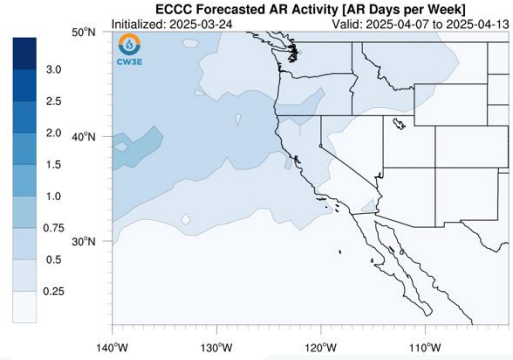 ECCC Forecasted AR Activity [AR Days per Week]
Initialized: 2025-03-24 Valid: 2025-04-07 to 2025-04-13
50°N
CW3E
3.0
2.5
2.0
40°N
1.5
1.0
0.75
0.5
30°N
0.25
140°W 130°W 120°W 110°W